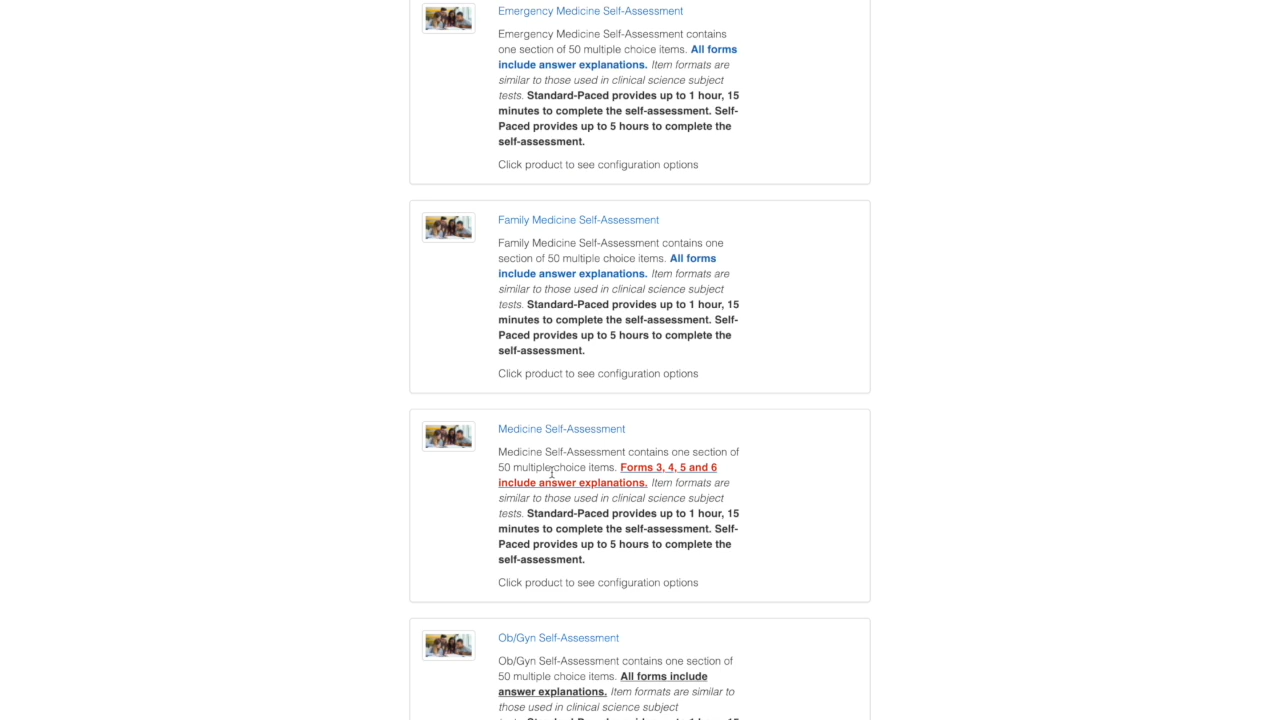 Emergency Medicine Self-Assessment
Emergency Medicine Self-Assessment contains
one section of 50 multiple choice items. All forms
include answer explanations. Item formats are
similar to those used in clinical science subject
tests. Standard-Paced provides up to 1 hour, 15
minutes to complete the self-assessment. Self-
Paced provides up to 5 hours to complete the
self-assessment.
Click product to see configuration options
Family Medicine Self-Assessment
Family Medicine Self-Assessment contains one
section of 50 multiple choice items. All forms
include answer explanations. Item formats are
similar to those used in clinical science subject
tests. Standard-Paced provides up to 1 hour, 15
minutes to complete the self-assessment. Self-
Paced provides up to 5 hours to complete the
self-assessment.
Click product to see configuration options
Medicine Self-Assessment
Medicine Self-Assessment contains one section of
50 multiple choice items. Forms 3, 4, 5 and 6
include answer explanations. Item formats are
similar to those used in clinical science subject
tests. Standard-Paced provides up to 1 hour, 15
minutes to complete the self-assessment. Self-
Paced provides up to 5 hours to complete the
self-assessment.
Click product to see configuration options
Ob/Gyn Self-Assessment
Ob/Gyn Self-Assessment contains one section of
50 multiple choice items. All forms include
answer explanations. Item formats are similar to
those used in clinical science subject
tests. Standard-Paced provides up to 1 hour, 15